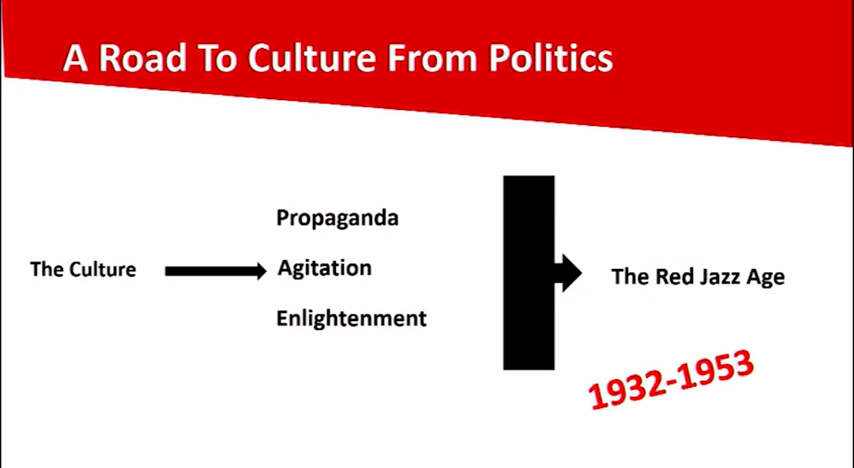 A Road To Culture From Politics
Propaganda
The Culture
Agitation
Enlightenment
The Red Jazz Age
1932-1953